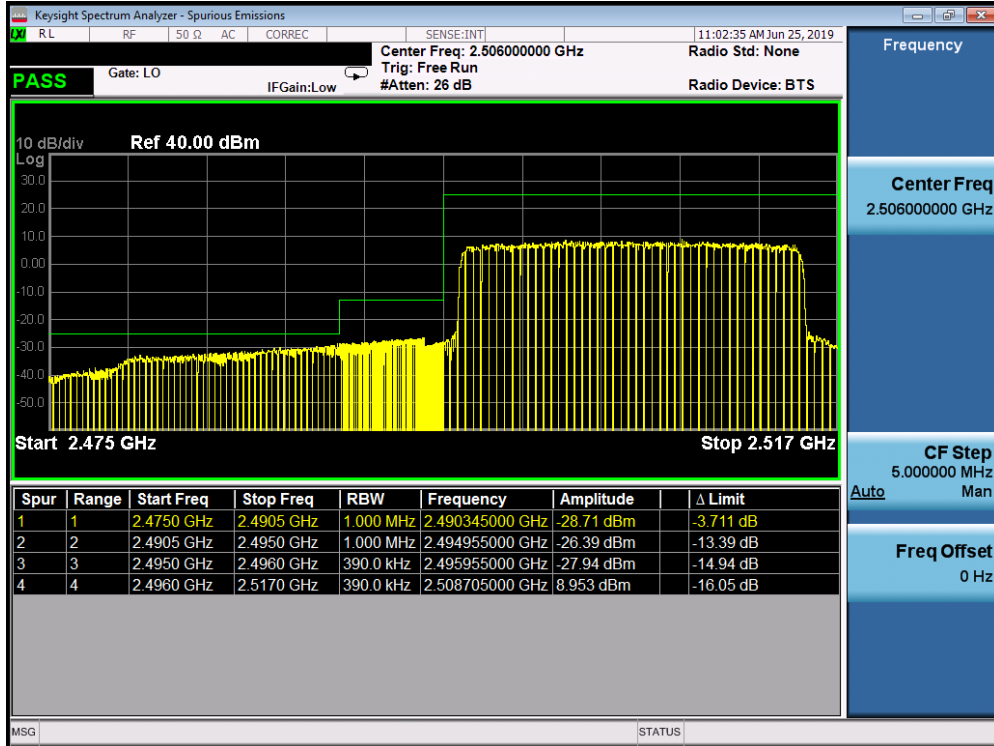 Keysight Spectrum Analyzer - Spurious Emissions
LXI RL RF 50 Ω AC CORREC SENSE:INT 11:02:35 AM Jun 25, 2019
Center Freq: 2.506000000 GHz Radio Std: None
PASS Gate: LO Trig: Free Run
IFGain:Low #Atten: 26 dB Radio Device: BTS
Frequency
10 dB/div Ref 40.00 dBm
Log
30.0
20.0
10.0
0.00
-10.0
-20.0
-30.0
-40.0
-50.0
Start 2.475 GHz Stop 2.517 GHz
Spur Range Start Freq Stop Freq RBW Frequency Amplitude Δ Limit
1 1 2.4750 GHz 2.4905 GHz 1.000 MHz 2.490345000 GHz -28.71 dBm -3.711 dB
2 2 2.4905 GHz 2.4950 GHz 1.000 MHz 2.494955000 GHz -26.39 dBm -13.39 dB
3 3 2.4950 GHz 2.4960 GHz 390.0 kHz 2.495955000 GHz -27.94 dBm -14.94 dB
4 4 2.4960 GHz 2.5170 GHz 390.0 kHz 2.508705000 GHz 8.953 dBm -16.05 dB
Center Freq
2.506000000 GHz
CF Step
5.000000 MHz
Auto Man
Freq Offset
0 Hz
MSG STATUS